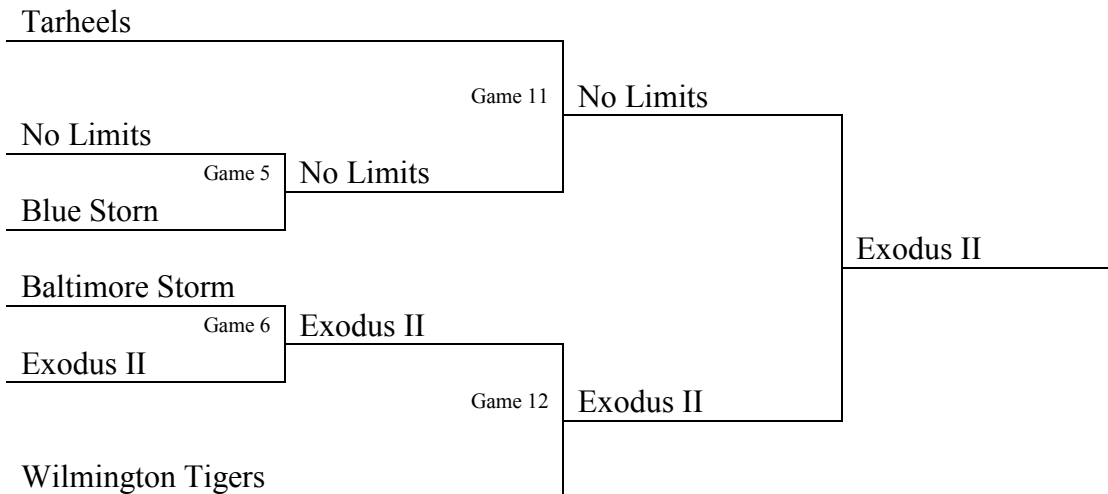 Tarheels
Game 11 No Limits
No Limits
Game 5 No Limits
Blue Storn
Exodus II
Baltimore Storm
Game 6 Exodus II
Exodus II
Game 12 Exodus II
Wilmington Tigers